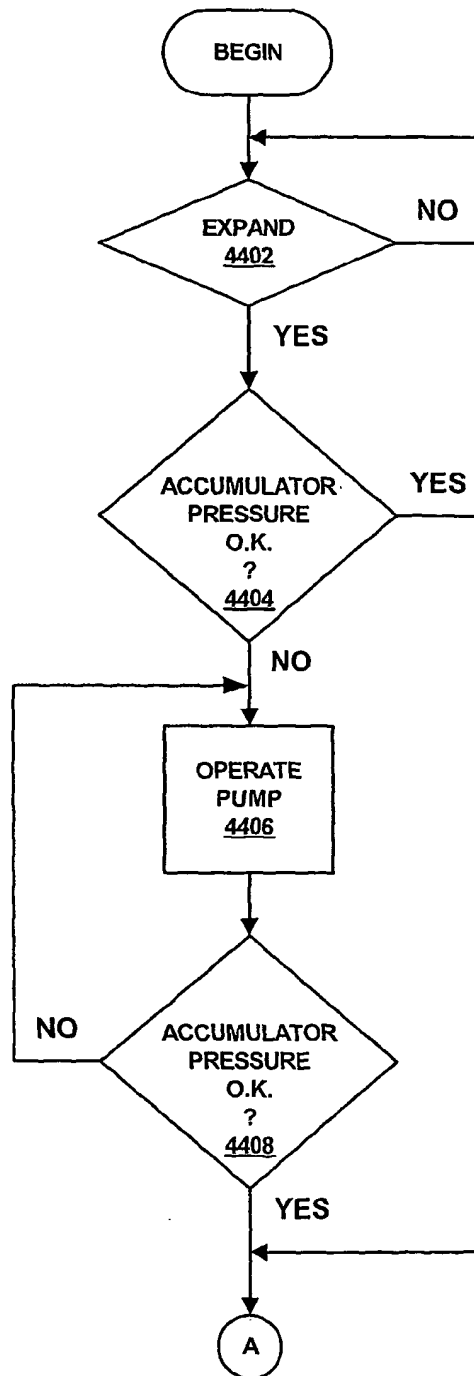 BEGIN
EXPAND
4402
NO
YES
ACCUMULATOR
PRESSURE
O.K.
?
4404
YES
NO
OPERATE
PUMP
4406
ACCUMULATOR
PRESSURE
O.K.
?
4408
NO
YES
A